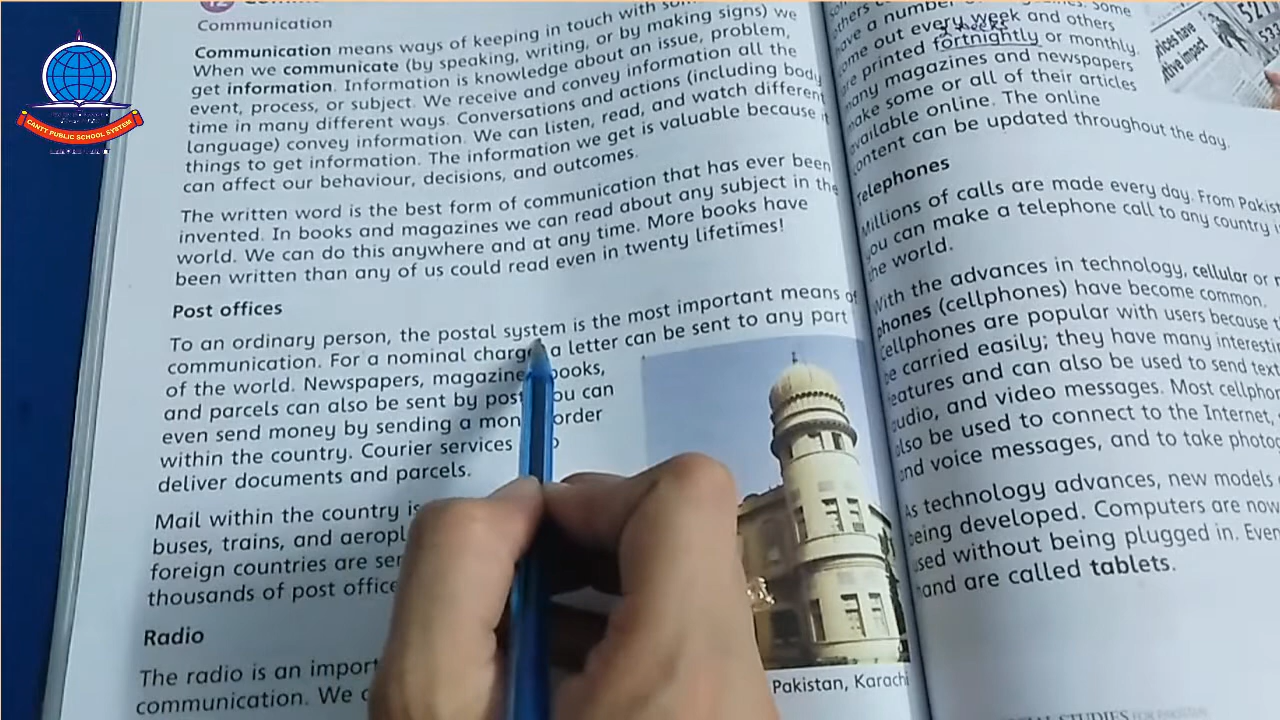 CANTT PUBLIC SCHOOL SYSTEM
12
Communication
Communication means ways of keeping in touch with
When we communicate (by speaking, writing, or by making signs) we
get information. Information is knowledge about an issue, problem,
event, process, or subject. We receive and convey information all the
time in many different ways. Conversations and actions (including body
language) convey information. We can listen, read, and watch different
things to get information. The information we get is valuable because it
can affect our behaviour, decisions, and outcomes.
The written word is the best form of communication that has ever been
invented. In books and magazines we can read about any subject in the
world. We can do this anywhere and at any time. More books have
been written than any of us could read even in twenty lifetimes!
Post offices
To an ordinary person, the postal system is the most important means of
communication. For a nominal charge a letter can be sent to any part
of the world. Newspapers, magazine books,
and parcels can also be sent by post ou can
even send money by sending a mon order
within the country. Courier services
deliver documents and parcels.
Mail within the country is
buses, trains, and aeropl
foreign countries are ser
thousands of post office
Radio
The radio is an import
communication. We
Pakistan, Karachi
others
have a number of magazines. Some
ome out every week and others
are printed fortnightly or monthly.
many magazines and newspapers
make some or all of their articles
available online. The online
content can be updated throughout the day.
Telephones
Millions of calls are made every day. From Pakist
you can make a telephone call to any country i
the world.
With the advances in technology, cellular or
phones (cellphones) have become common.
Cellphones are popular with users because
be carried easily; they have many interesti
features and can also be used to send text
audio, and video messages. Most cellpho
also be used to connect to the Internet,
and voice messages, and to take photo
As technology advances, new models
being developed. Computers are now
used without being plugged in. Even
hand are called tablets.
STUDIES